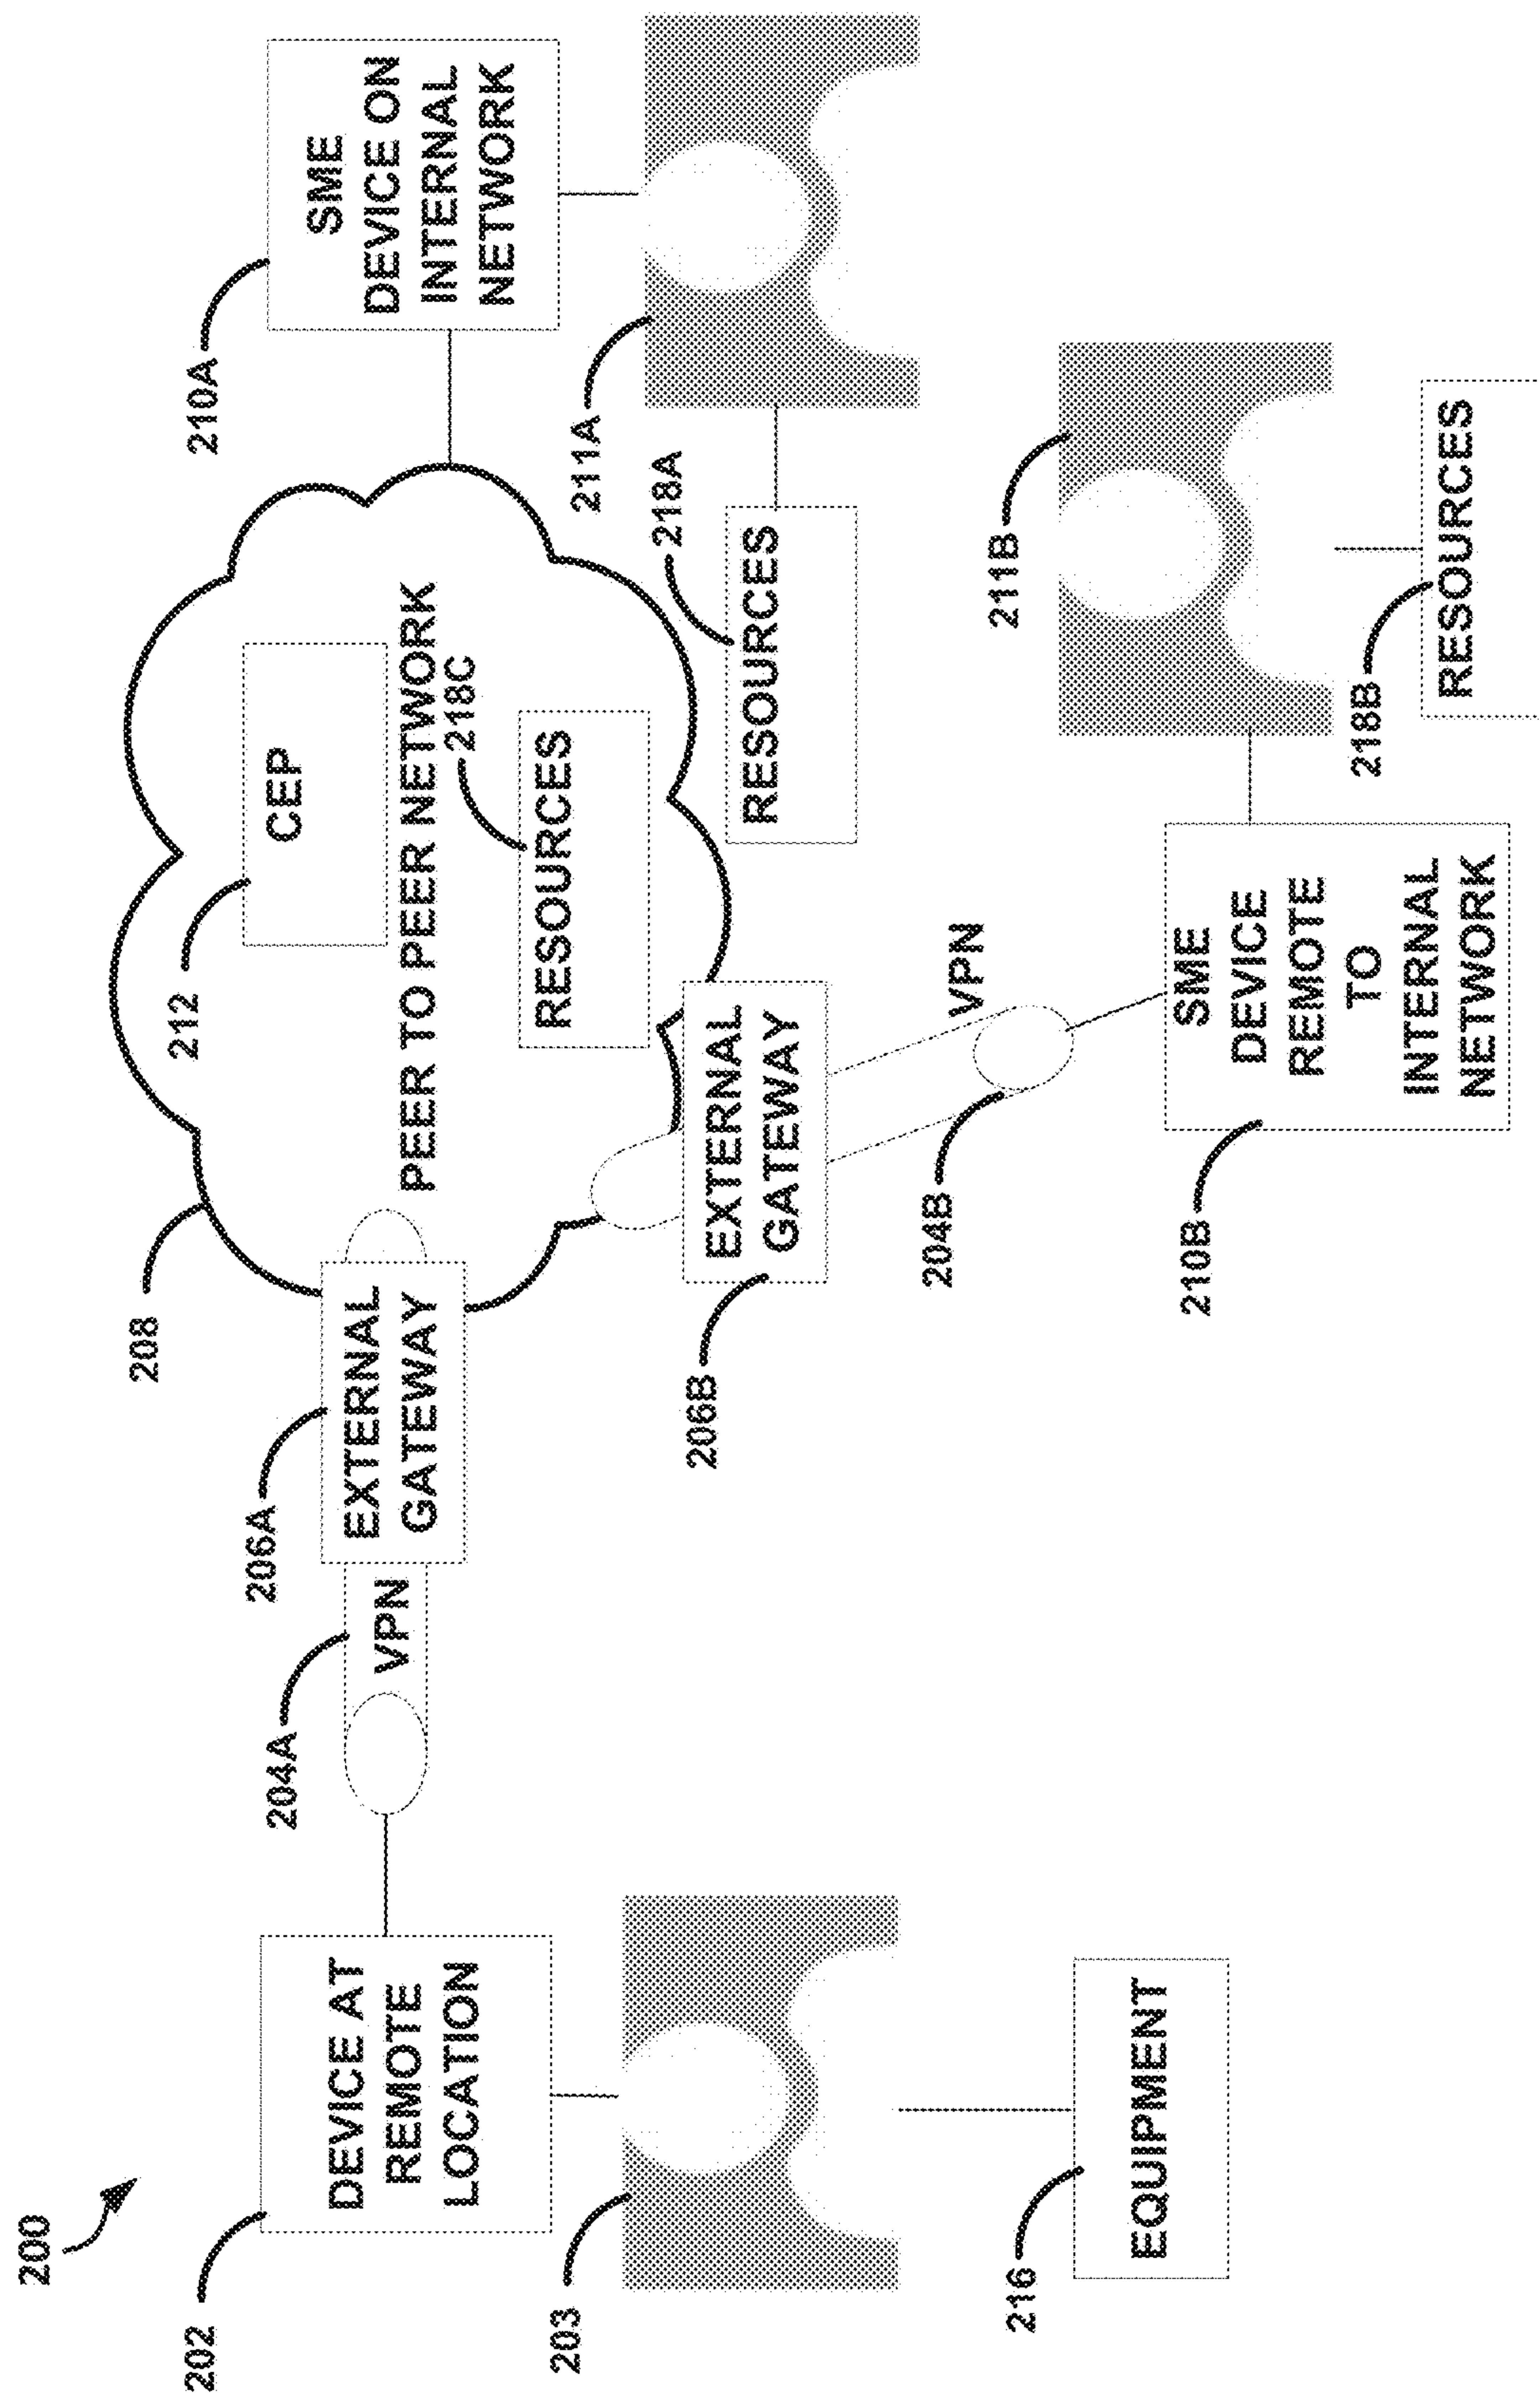 200
202
DEVICE AT
REMOTE
LOCATION
203
216
EQUIPMENT
204A
VPN
206A
EXTERNAL
GATEWAY
208
212
CEP
PEER TO PEER NETWORK
218C
RESOURCES
206B
EXTERNAL
GATEWAY
204B
VPN
210A
SME
DEVICE ON
INTERNAL
NETWORK
211A
218A
RESOURCES
210B
SME
DEVICE
REMOTE
TO
INTERNAL
NETWORK
211B
218B
RESOURCES